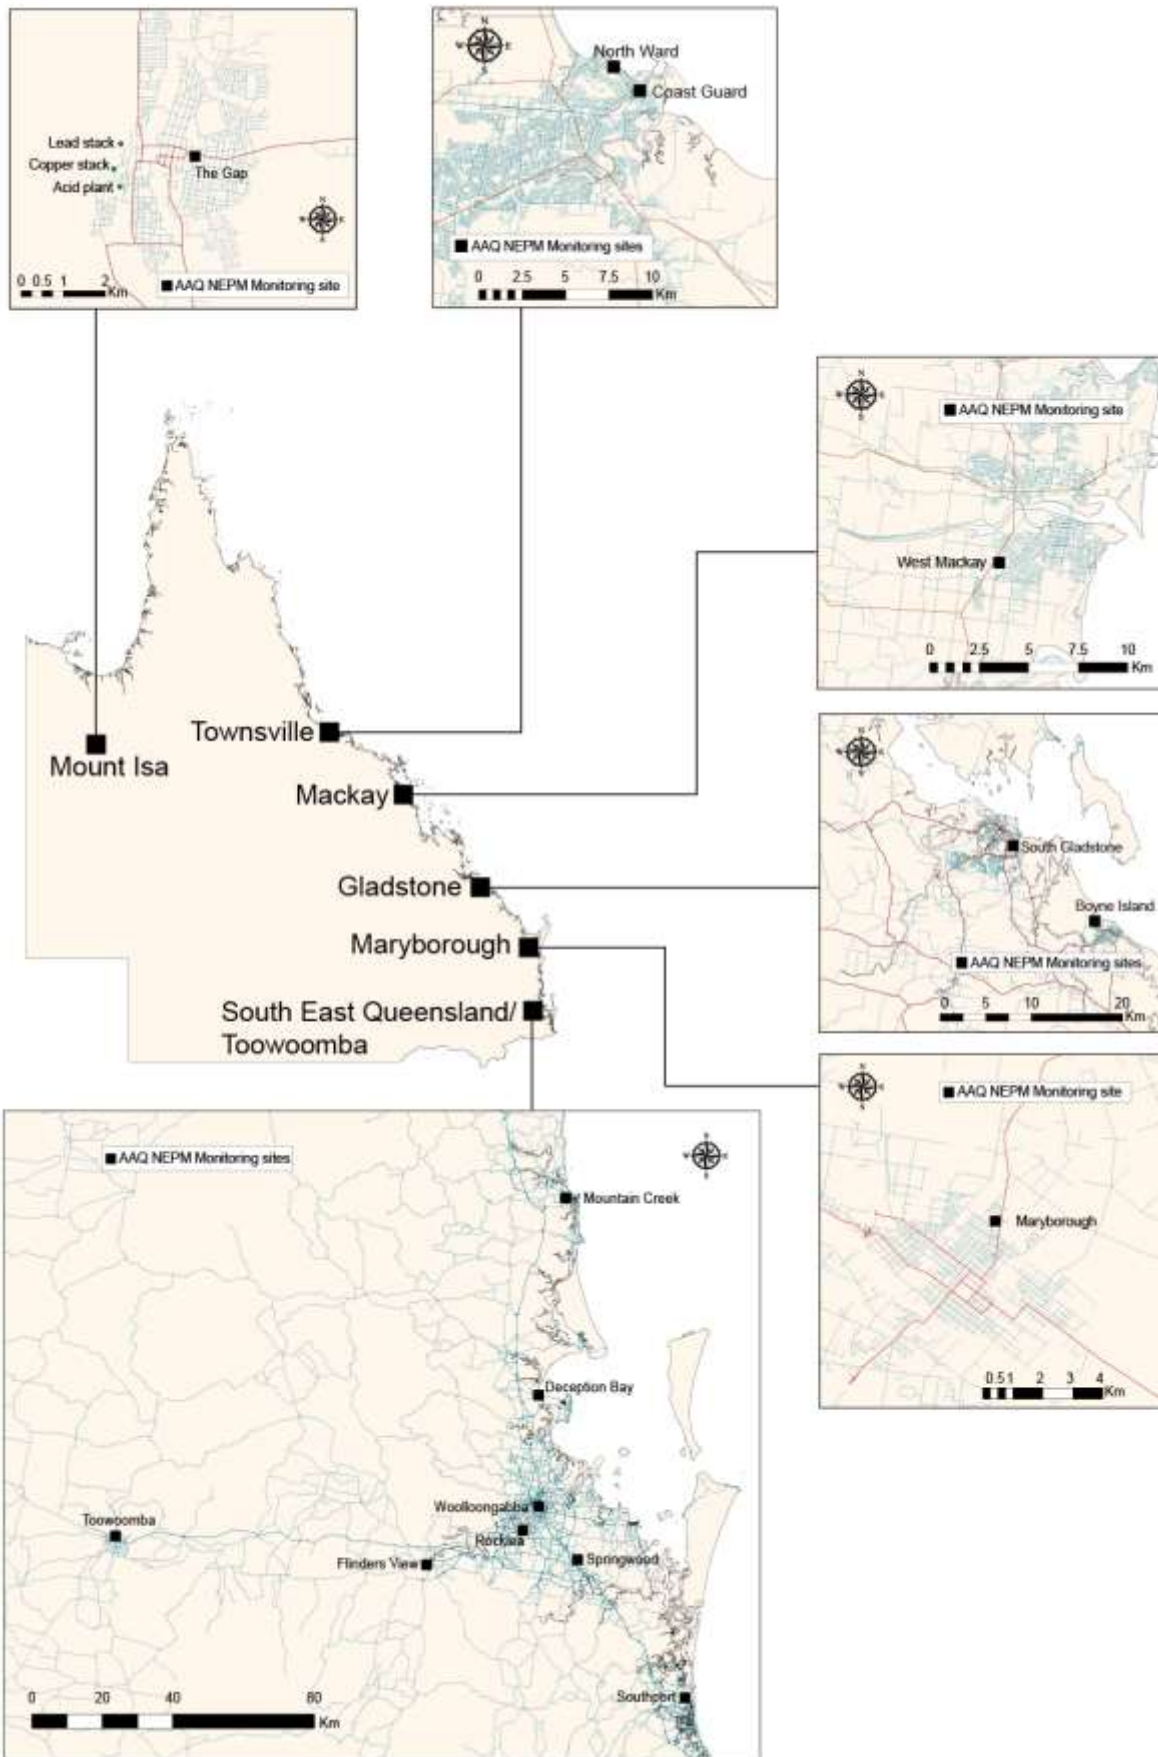 N
W
E
S
Lead stack
Copper stack
Acid plant
The Gap
N
W
E
S
0 0.5 1 2
Km
AAQ NEPM Monitoring site
N
W
E
S
North Ward
Coast Guard
AAQ NEPM Monitoring sites
0 2.5 5 7.5 10
Km
N
W
E
S
AAQ NEPM Monitoring site
West Mackay
0 2.5 5 7.5 10
Km
Townsville
Mount Isa
Mackay
Gladstone
Maryborough
South East Queensland/
Toowoomba
N
W
E
S
South Gladstone
Boyne Island
AAQ NEPM Monitoring sites
0 5 10 20
Km
N
W
E
S
AAQ NEPM Monitoring site
Maryborough
0 0.5 1 2 3 4
Km
AAQ NEPM Monitoring sites
Mountain Creek
Deception Bay
Woolloongabba
Toowoomba
Rocklea
Flinders View
Springwood
Southport
0 20 40 80
Km